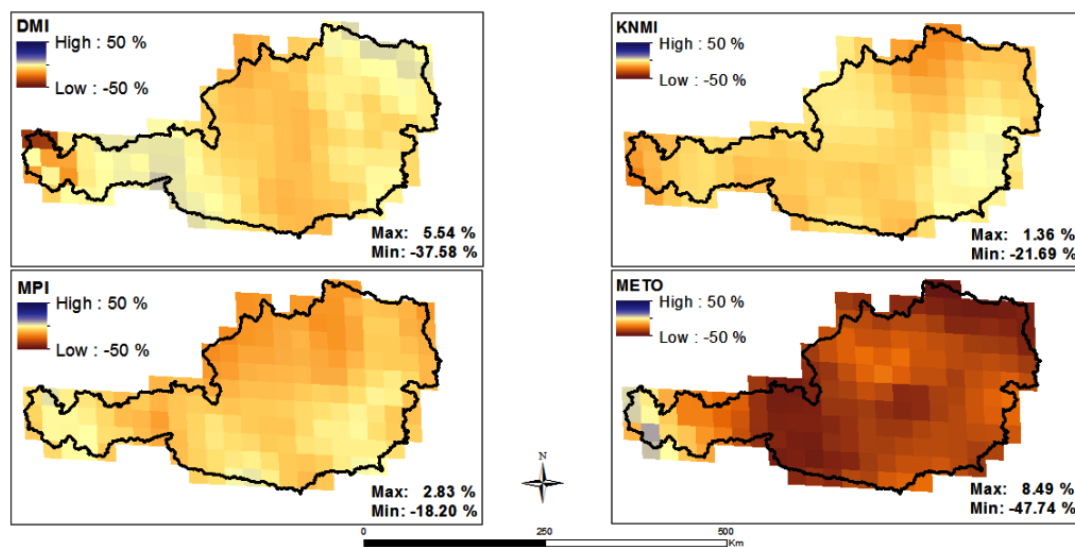 DMI
High : 50 %
Low : -50 %
Max: 5.54 %
Min: -37.58 %
KNMI
High : 50 %
Low : -50 %
Max: 1.36 %
Min: -21.69 %
MPI
High : 50 %
Low : -50 %
Max: 2.83 %
Min: -18.20 %
METO
High : 50 %
Low : -50 %
Max: 8.49 %
Min: -47.74 %
N
0 250 500
Km